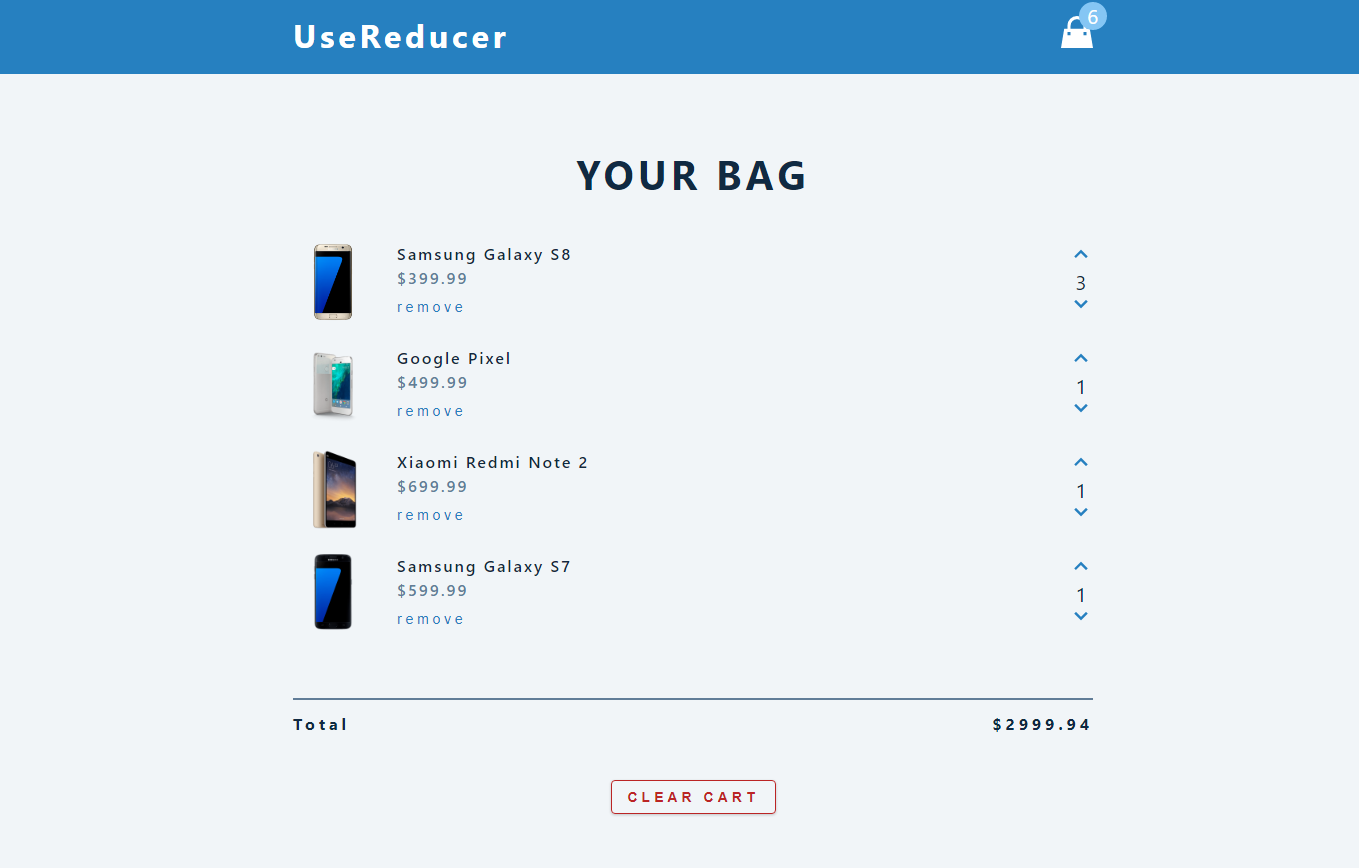 UseReducer
6
YOUR BAG
Samsung Galaxy S8
$399.99
remove
3
Google Pixel
$499.99
remove
1
Xiaomi Redmi Note 2
$699.99
remove
1
Samsung Galaxy S7
$599.99
remove
1
Total $2999.94
CLEAR CART